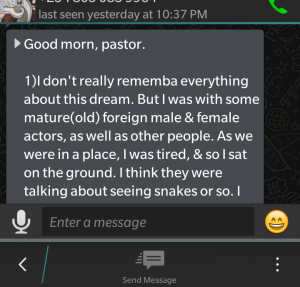 last seen yesterday at 10:37 PM
Good morn, pastor.
1)I don't really rememba everything
about this dream. But I was with some
mature(old) foreign male & female
actors, as well as other people. As we
were in a place, I was tired, & so I sat
on the ground. I think they were
talking about seeing snakes or so. I
Enter a message
Send Message